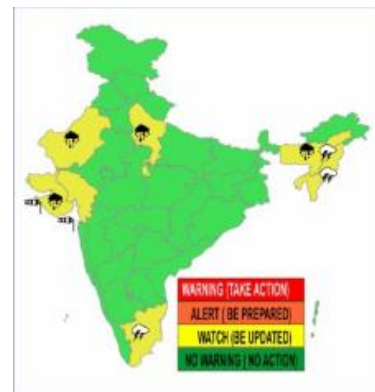 WARNING (TAKE ACTION)
ALERT ( BE PREPARED)
WATCH (BE UPDATED)
NO WARNING ( NO ACTION)